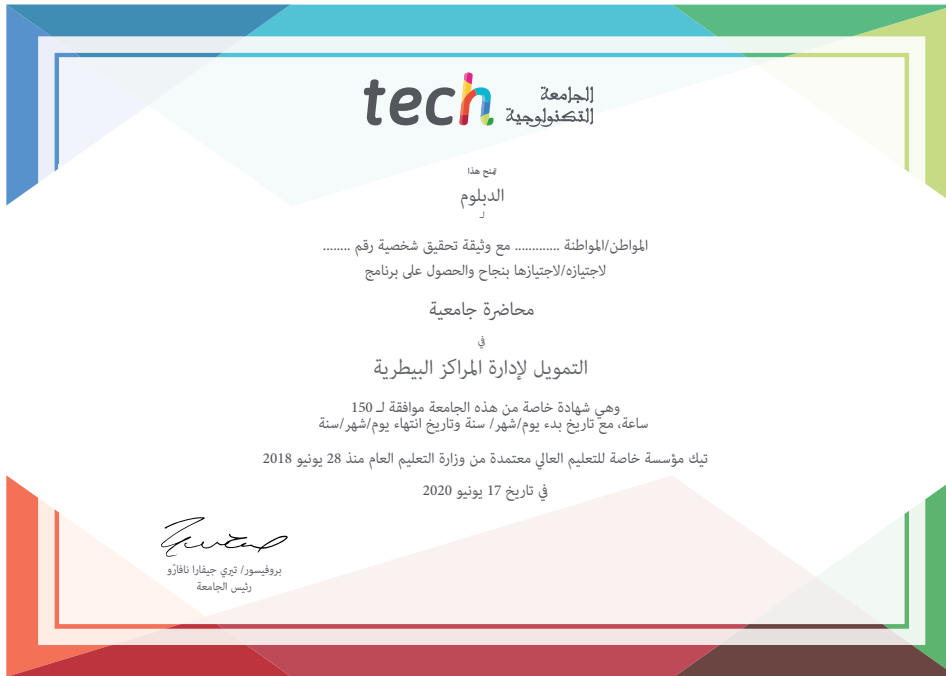 tech الجامعة
التكنولوجية
يمنح هذا
الدبلوم
لـ
المواطن/المواطنة ............ مع وثيقة تحقيق شخصية رقم ........
لاجتيازه/لاجتيازها بنجاح والحصول على برنامج
محاضرة جامعية
في
التمويل لإدارة المراكز البيطرية
وهي شهادة خاصة من هذه الجامعة موافقة لـ 150
ساعة، مع تاريخ بدء يوم/شهر/ سنة وتاريخ انتهاء يوم/شهر/سنة
تيك مؤسسة خاصة للتعليم العالي معتمدة من وزارة التعليم العام منذ 28 يونيو 2018
في تاريخ 17 يونيو 2020
بروفيسور/ تيري جيفارا نافارّو
رئيس الجامعة